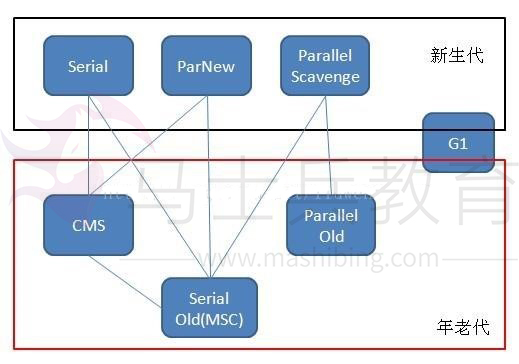 Serial
ParNew
Parallel
Scavenge
新生代
G1
马士兵教育
www.mashibing.com
CMS
Parallel
Old
Serial
Old(MSC)
年老代